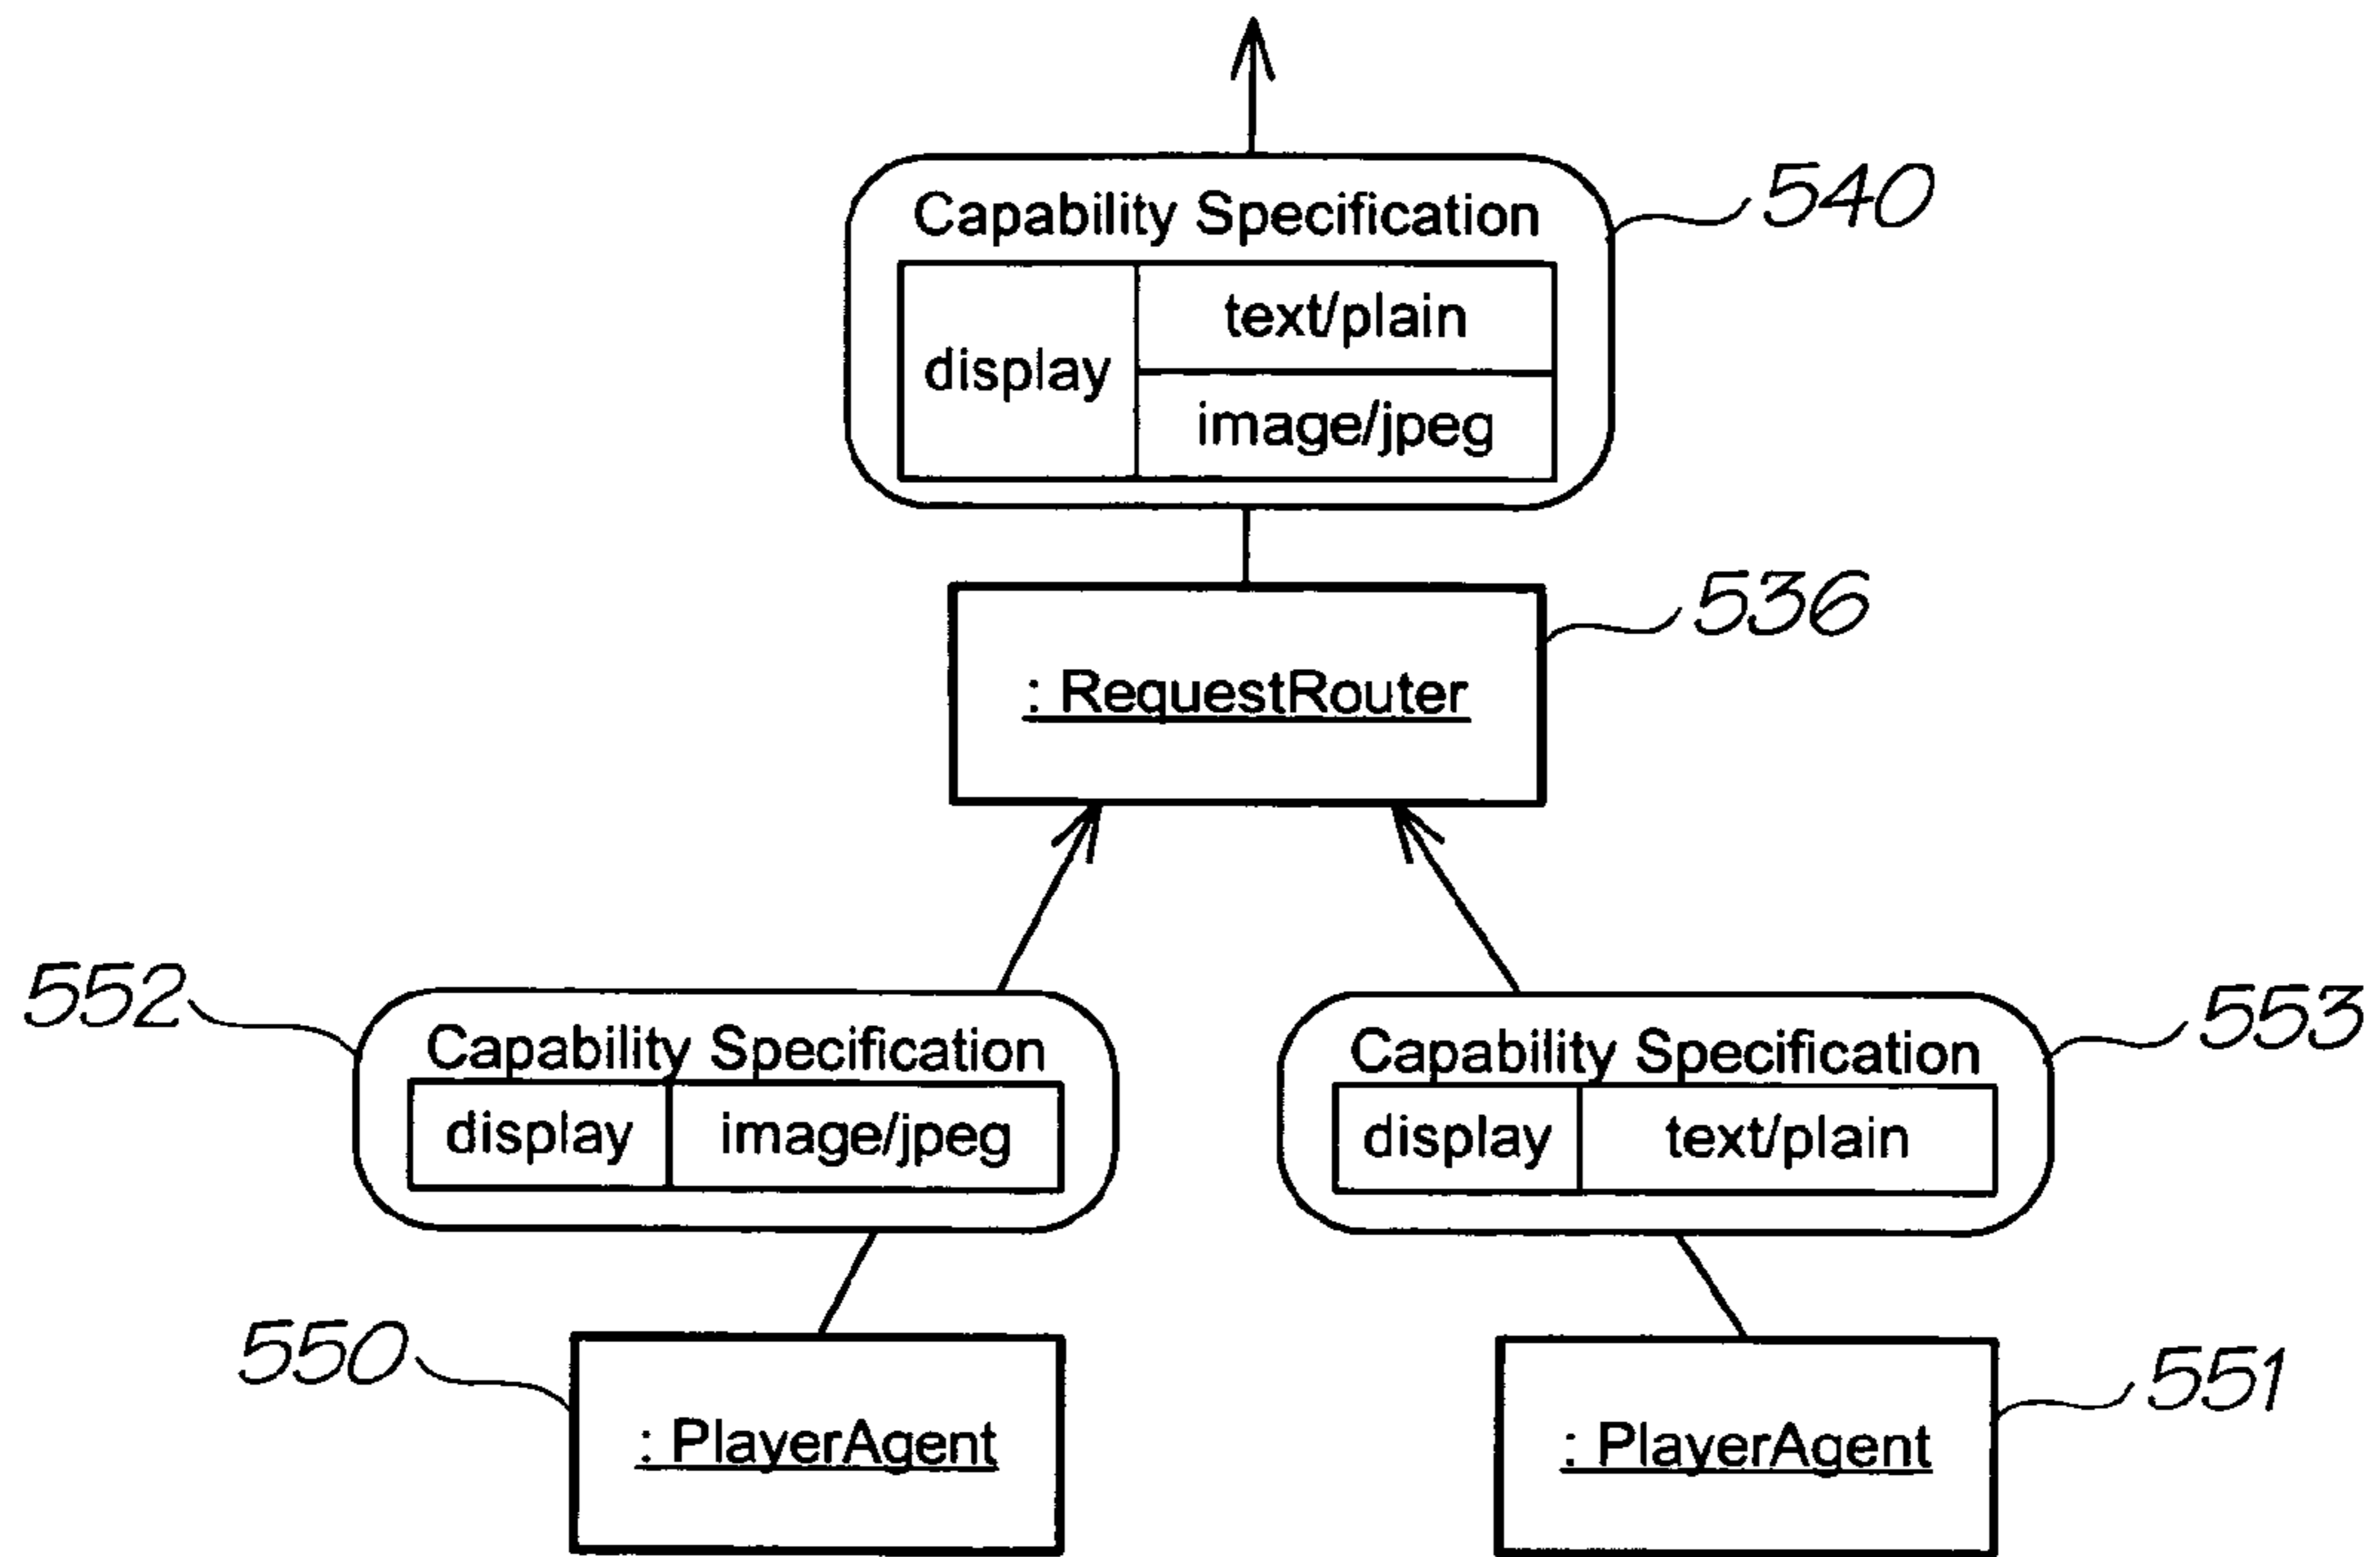 Capability Specification
540
display
text/plain
image/jpeg
536
: RequestRouter
552
Capability Specification
display image/jpeg
553
Capability Specification
display text/plain
550
: PlayerAgent
551
: PlayerAgent